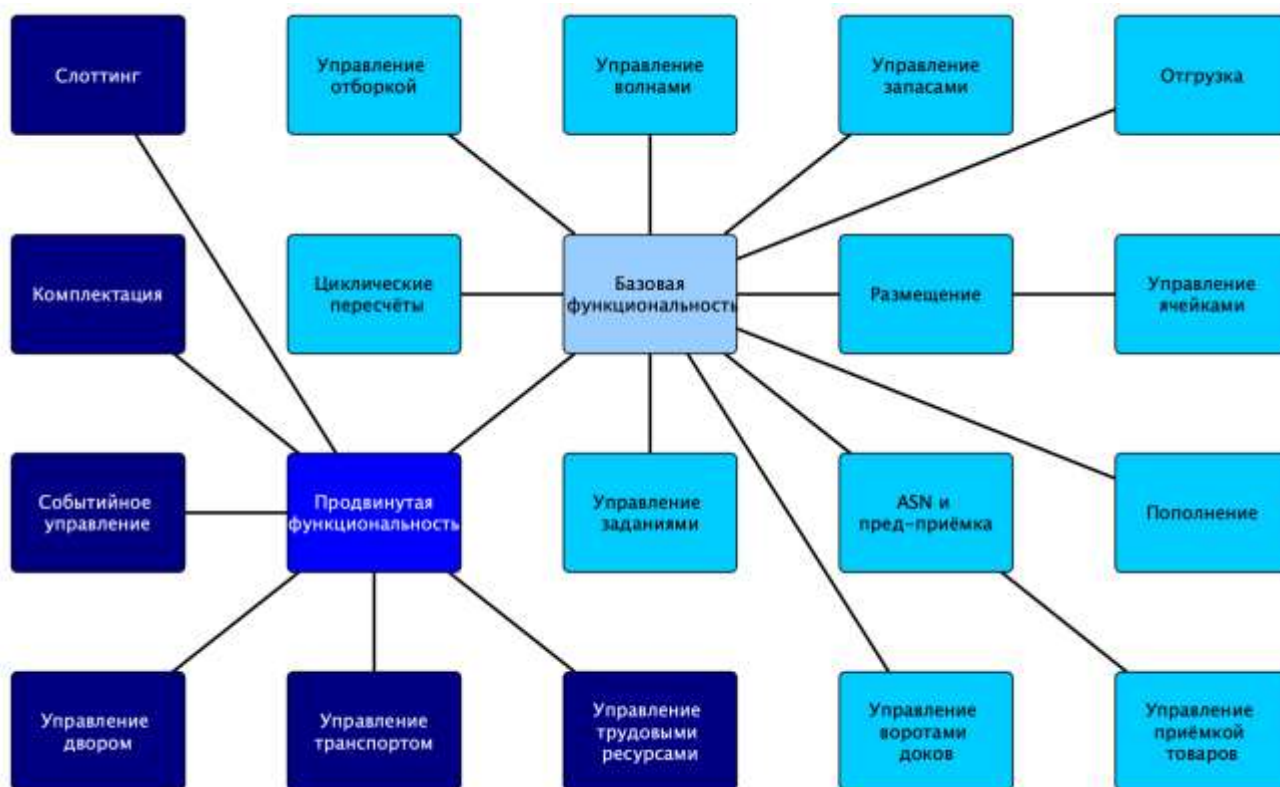 Слоттинг
Управление
отборкой
Управление
волнами
Управление
запасами
Отгрузка
Комплектация
Циклические
пересчёты
Базовая
функциональность
Размещение
Управление
ячейками
Событийное
управление
Продвинутая
функциональность
Управление
заданиями
ASN и
пред-приёмка
Пополнение
Управление
двором
Управление
транспортом
Управление
трудовыми
ресурсами
Управление
воротами
доков
Управление
приёмкой
товаров